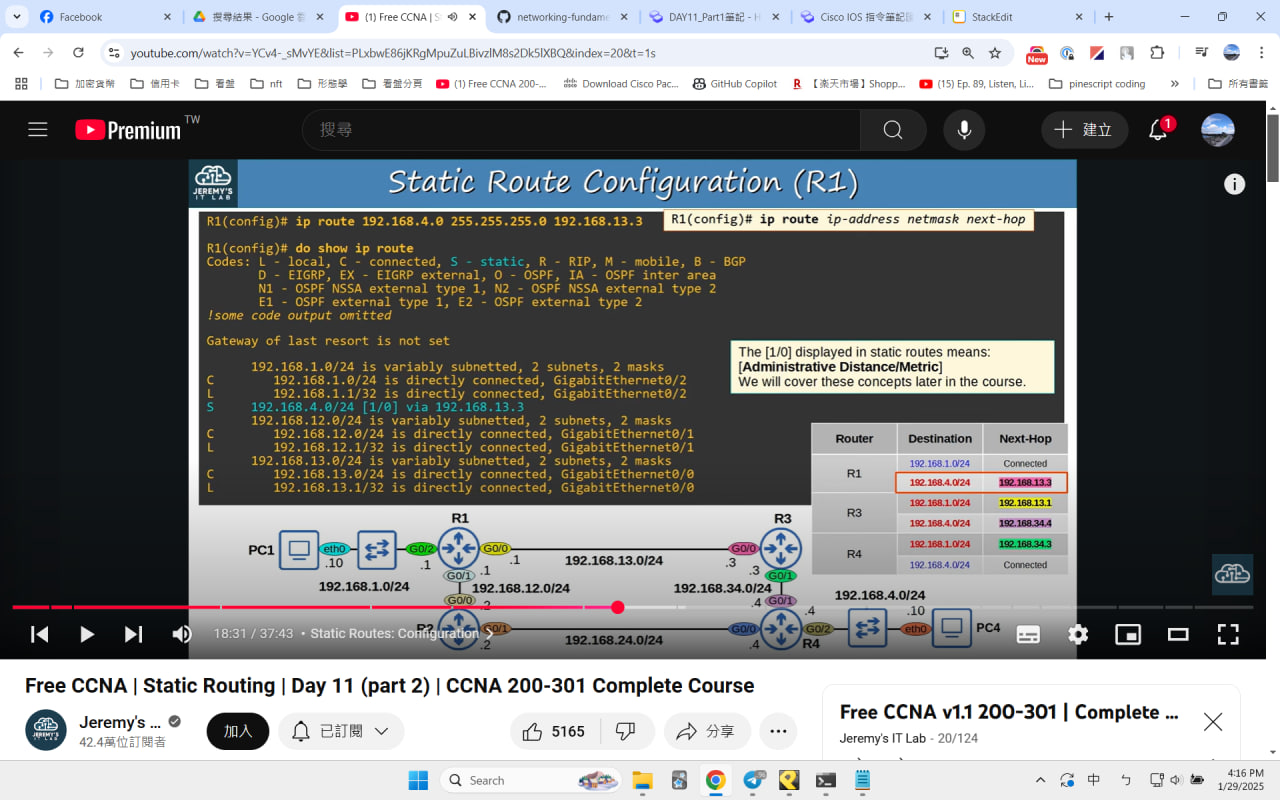 Facebook
搜尋結果 - Google 雲
(1) Free CCNA | S
networking-fundame
DAY11_Part1筆記 - H
Cisco IOS 指令筆記
StackEdit
youtube.com/watch?v=YCv4-_sMvYE&list=PLxbwE86jKRgMpuZuLBivzlM8s2Dk5lXBQ&index=20&t=1s
New
加密貨幣
信用卡
看盤
nft
形態學
看盤分頁
(1) Free CCNA 200-...
Download Cisco Pac...
GitHub Copilot
【楽天市場】Shopp...
(15) Ep. 89, Listen, Li...
pinescript coding
所有書籤
Premium TW
搜尋
建立
1
JEREMY'S
IT LAB
Static Route Configuration (R1)
R1(config)# ip route 192.168.4.0 255.255.255.0 192.168.13.3
R1(config)# ip route ip-address netmask next-hop
R1(config)# do show ip route
Codes: L - local, C - connected, S - static, R - RIP, M - mobile, B - BGP
D - EIGRP, EX - EIGRP external, O - OSPF, IA - OSPF inter area
N1 - OSPF NSSA external type 1, N2 - OSPF NSSA external type 2
E1 - OSPF external type 1, E2 - OSPF external type 2
!some code output omitted
Gateway of last resort is not set
192.168.1.0/24 is variably subnetted, 2 subnets, 2 masks
C 192.168.1.0/24 is directly connected, GigabitEthernet0/2
L 192.168.1.1/32 is directly connected, GigabitEthernet0/2
S 192.168.4.0/24 [1/0] via 192.168.13.3
192.168.12.0/24 is variably subnetted, 2 subnets, 2 masks
C 192.168.12.0/24 is directly connected, GigabitEthernet0/1
L 192.168.12.1/32 is directly connected, GigabitEthernet0/1
192.168.13.0/24 is variably subnetted, 2 subnets, 2 masks
C 192.168.13.0/24 is directly connected, GigabitEthernet0/0
L 192.168.13.1/32 is directly connected, GigabitEthernet0/0
The [1/0] displayed in static routes means:
[Administrative Distance/Metric]
We will cover these concepts later in the course.
Router Destination Next-Hop
R1 192.168.1.0/24 Connected
192.168.4.0/24 192.168.13.3
R3 192.168.1.0/24 192.168.13.1
192.168.4.0/24 192.168.34.4
R4 192.168.1.0/24 192.168.34.3
192.168.4.0/24 Connected
R1 R3
PC1 eth0 G0/2 G0/0 G0/0
.10 .1 .1 192.168.13.0/24 .3
G0/1 .1 .3 G0/1
192.168.1.0/24 192.168.12.0/24 192.168.34.0/24 192.168.4.0/24
G0/0 .2 .4 G0/1 .4 .10
R2 G0/1 G0/0 G0/2 eth0 PC4
.2 192.168.24.0/24 .4 R4
18:31 / 37:43 • Static Routes: Configuration
Free CCNA | Static Routing | Day 11 (part 2) | CCNA 200-301 Complete Course
Jeremy's ...
42.4萬位訂閱者
加入
已訂閱
5165
分享
Free CCNA v1.1 200-301 | Complete ...
Jeremy's IT Lab - 20/124
Search
中
4:16 PM
1/29/2025